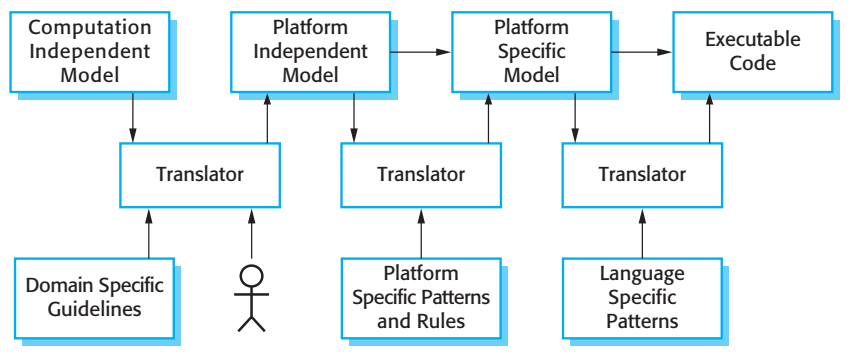 Computation
Independent
Model
Platform
Independent
Model
Platform
Specific
Model
Executable
Code
Translator
Translator
Translator
Domain Specific
Guidelines
Platform
Specific Patterns
and Rules
Language
Specific
Patterns